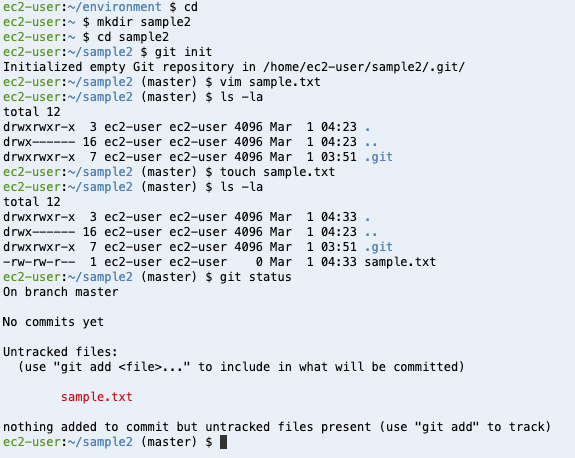 ec2-user:~/environment $ cd
ec2-user:~ $ mkdir sample2
ec2-user:~ $ cd sample2
ec2-user:~/sample2 $ git init
Initialized empty Git repository in /home/ec2-user/sample2/.git/
ec2-user:~/sample2 (master) $ vim sample.txt
ec2-user:~/sample2 (master) $ ls -la
total 12
drwxrwxr-x  3 ec2-user ec2-user 4096 Mar  1 04:23 .
drwx------ 16 ec2-user ec2-user 4096 Mar  1 04:23 ..
drwxrwxr-x  7 ec2-user ec2-user 4096 Mar  1 03:51 .git
ec2-user:~/sample2 (master) $ touch sample.txt
ec2-user:~/sample2 (master) $ ls -la
total 12
drwxrwxr-x  3 ec2-user ec2-user 4096 Mar  1 04:33 .
drwx------ 16 ec2-user ec2-user 4096 Mar  1 04:23 ..
drwxrwxr-x  7 ec2-user ec2-user 4096 Mar  1 03:51 .git
-rw-rw-r--  1 ec2-user ec2-user    0 Mar  1 04:33 sample.txt
ec2-user:~/sample2 (master) $ git status
On branch master
No commits yet
Untracked files:
  (use "git add <file>..." to include in what will be committed)
        sample.txt
nothing added to commit but untracked files present (use "git add" to track)
ec2-user:~/sample2 (master) $